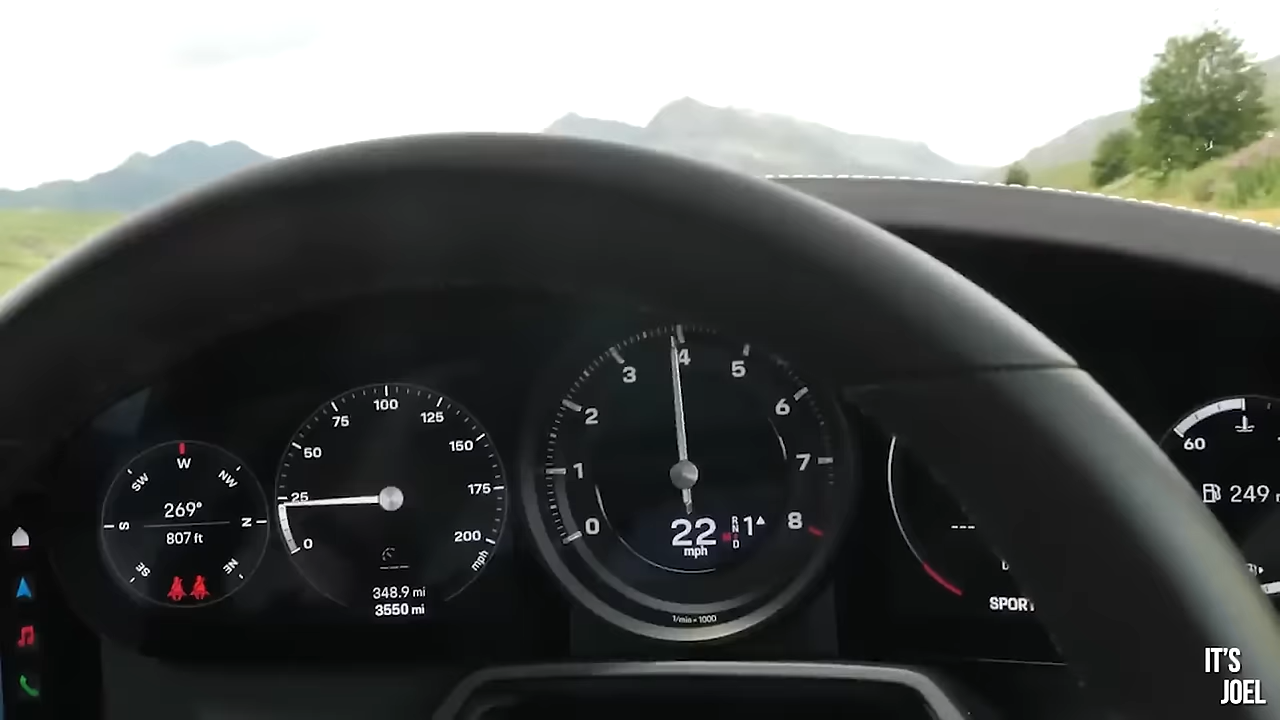 W
SW
NW
269°
S
N
807 ft
SE
NE
0
25
50
75
100
125
150
175
200
mph
348.9 mi
3550 mi
0
1
2
3
4
5
6
7
8
22
mph
R
N
M
D
1
1/min • 1000
---
SPORT
60
249
IT'S
JOEL